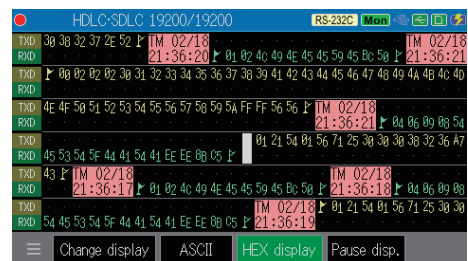 HDLC·SDLC 19200/19200 RS-232C Mon
TXD 30 38 32 37 2E 52 TM 02/18 TM 02/18
RXD 21:36:20 01 02 4C 49 4E 45 45 59 45 BC 50 21:36:21
TXD 00 00 02 02 30 31 32 33 34 35 36 37 38 39 41 42 43 44 45 46 47 48 49 4A 4B 4C 4D
RXD
TXD 4E 4F 50 51 52 53 54 55 56 57 58 59 5A FF FF 56 56 TM 02/18
RXD 21:36:21 04 06 09 08 54
TXD 01 21 54 01 56 71 25 30 30 30 38 32 36 A7
RXD 45 53 54 5F 44 41 54 41 EE EE 8B C5
TXD 43 TM 02/18 TM 02/18
RXD 21:36:17 01 02 4C 49 4E 45 45 59 45 BC 50 21:36:18 04 06 09 08
TXD TM 02/18 01 21 54 01 56 71 25 30 30
RXD 54 45 53 54 5F 44 41 54 41 EE EE 8B C5 21:36:19
Change display ASCII HEX display Pause disp.